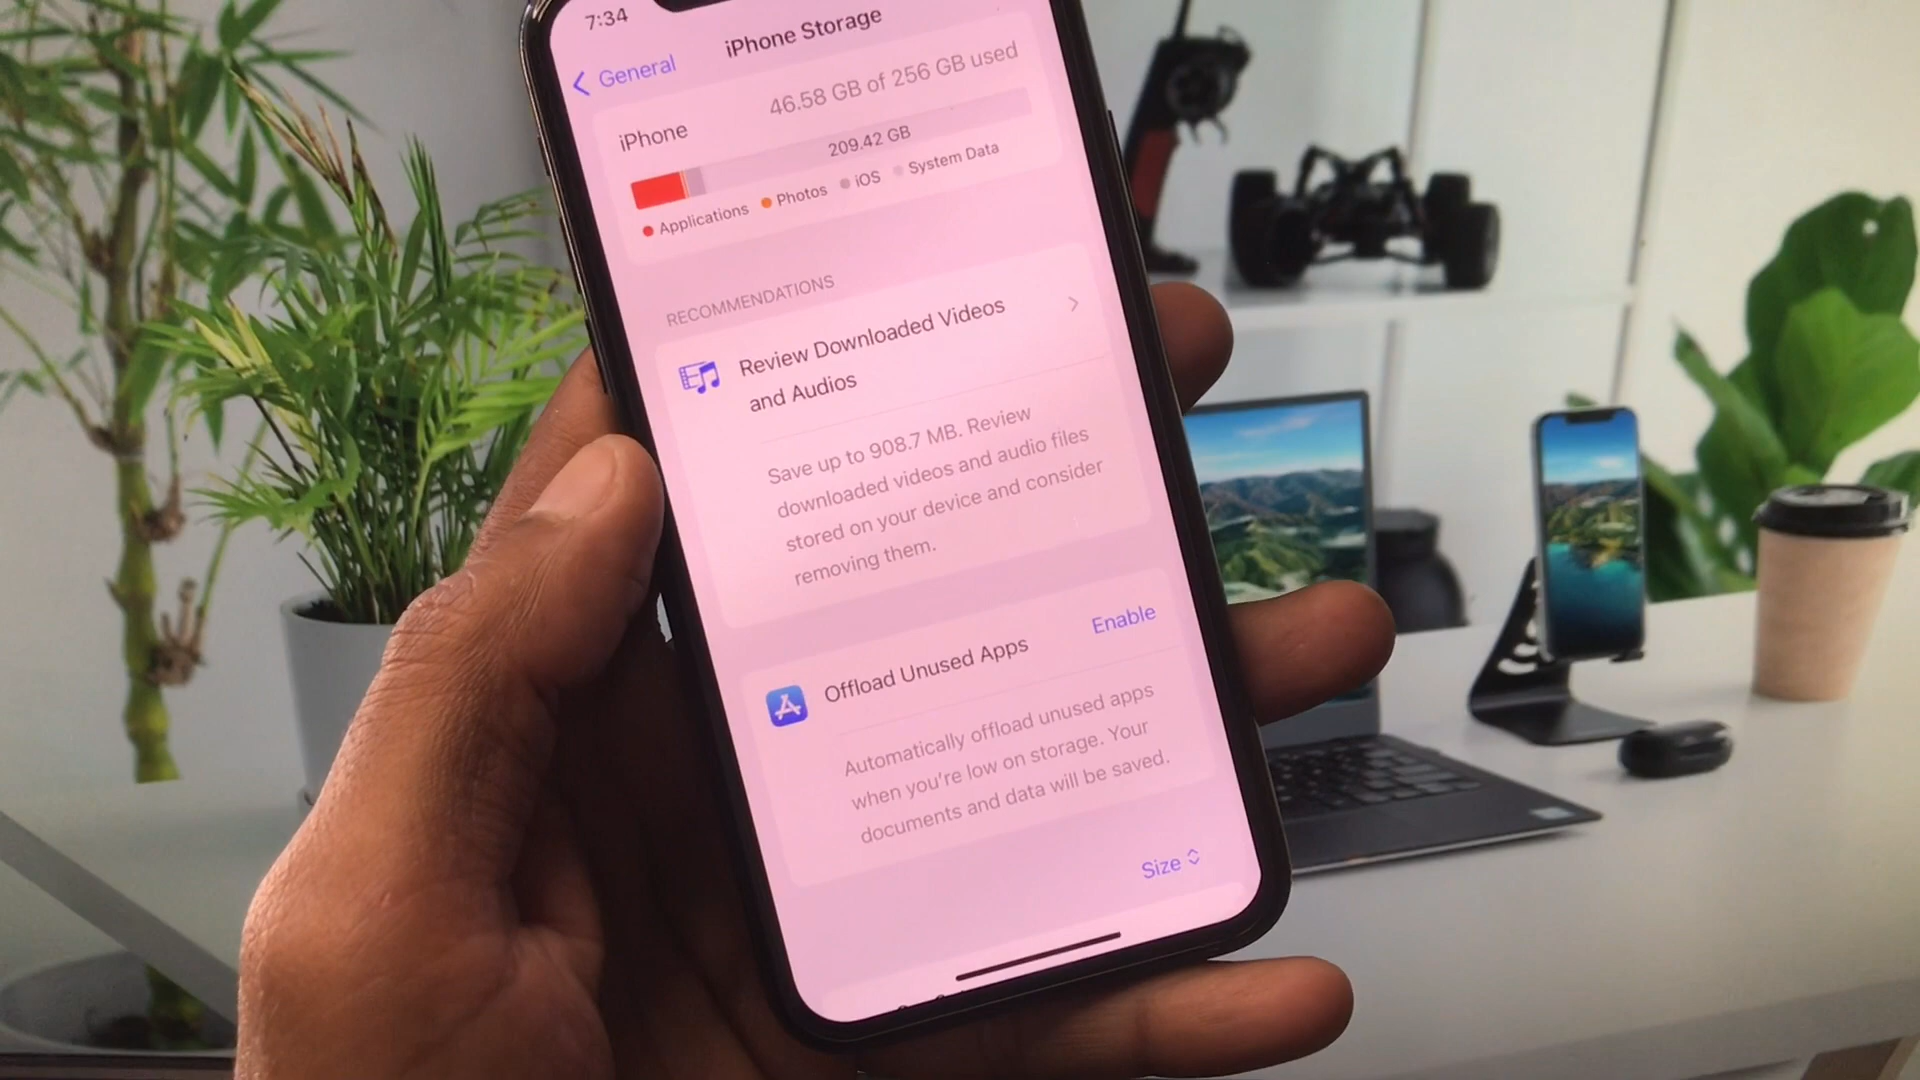 7:34
General
iPhone Storage
iPhone
46.58 GB of 256 GB used
209.42 GB
Applications
Photos
iOS
System Data
RECOMMENDATIONS
Review Downloaded Videos
and Audios
Save up to 908.7 MB. Review
downloaded videos and audio files
stored on your device and consider
removing them.
Offload Unused Apps
Enable
Automatically offload unused apps
when you're low on storage. Your
documents and data will be saved.
Size